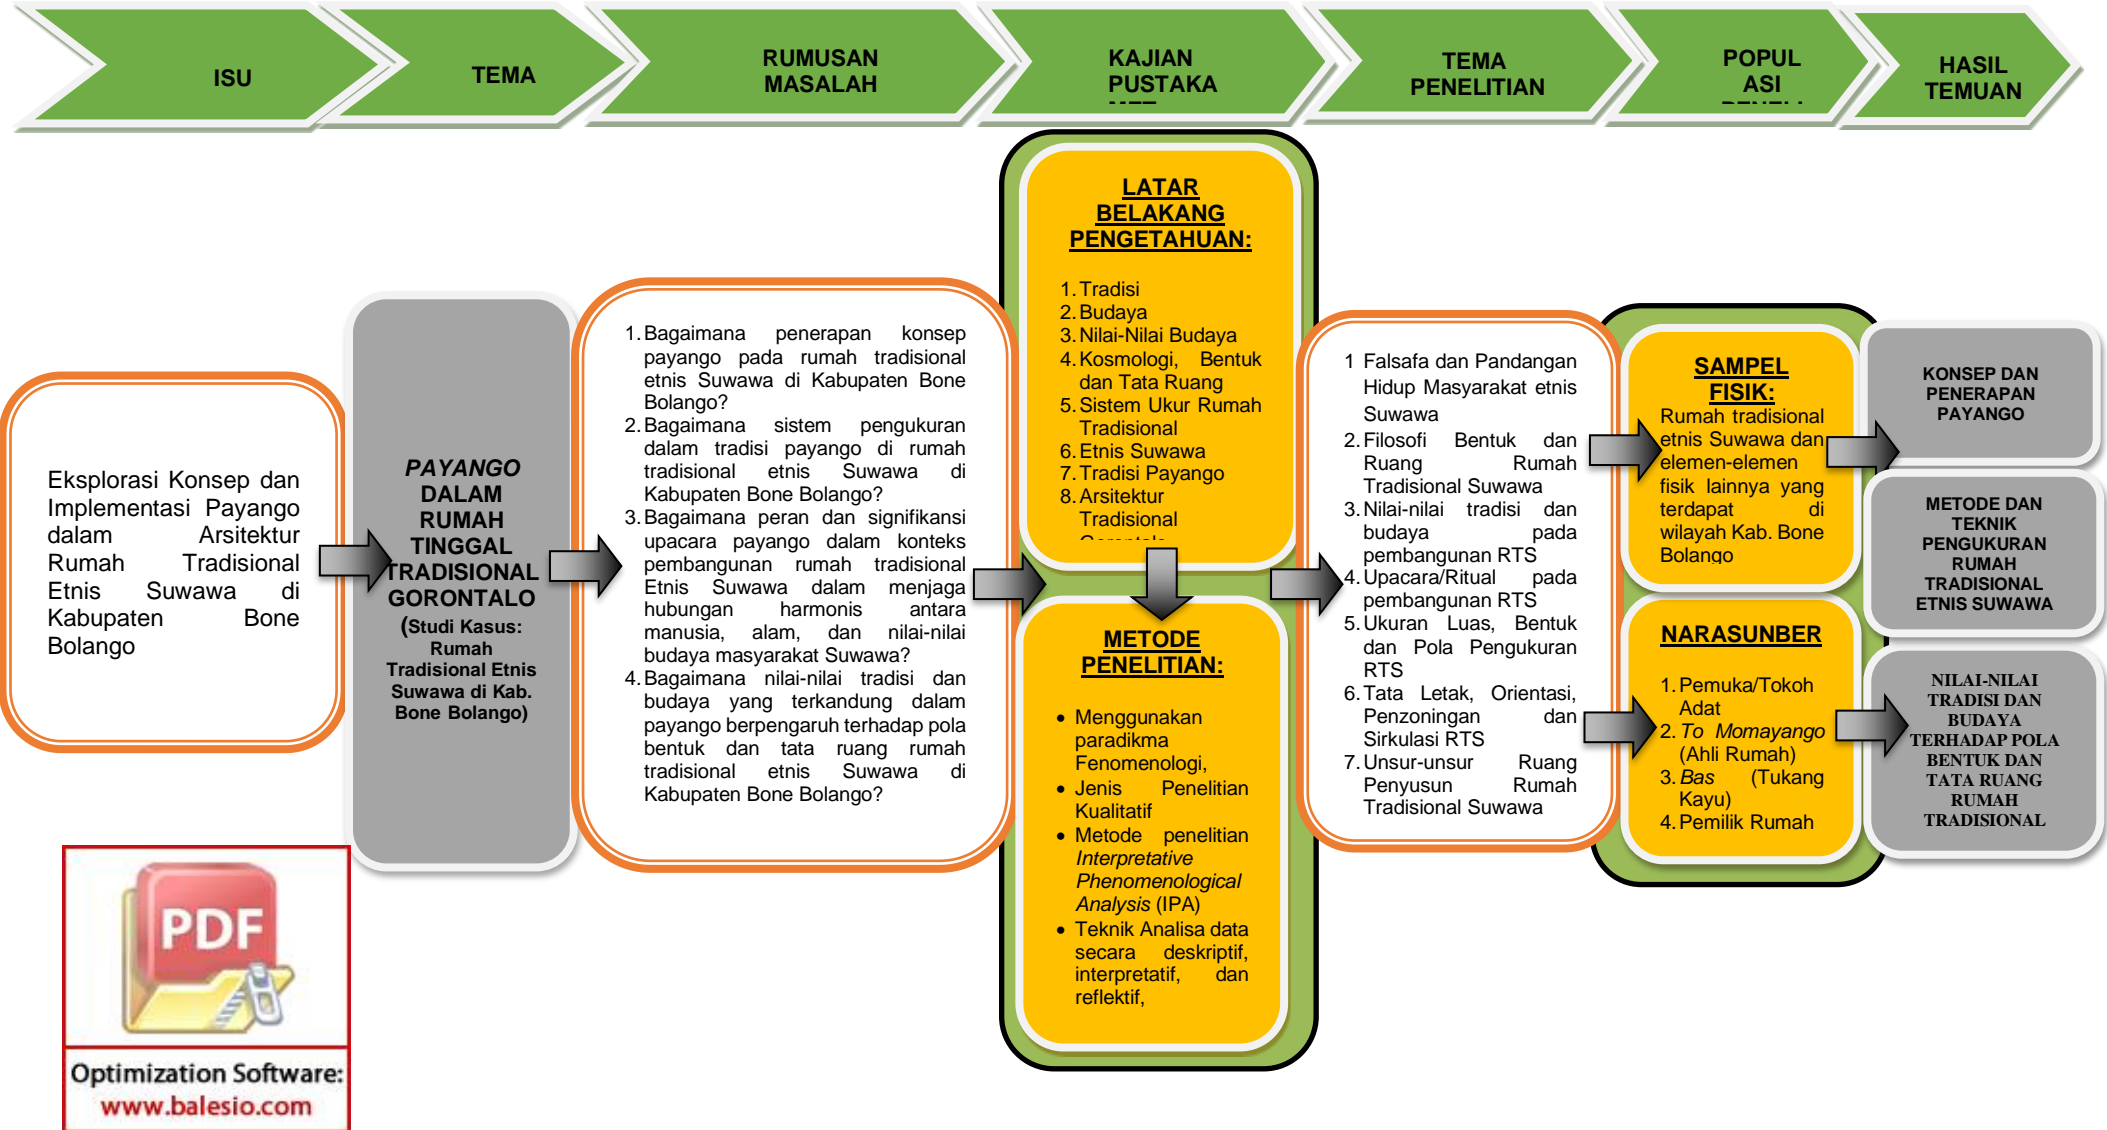 ISU
TEMA
RUMUSAN
MASALAH
KAJIAN
PUSTAKA
TEMA
PENELITIAN
POPUL
ASI
HASIL
TEMUAN
Eksplorasi Konsep dan
Implementasi Payango
dalam Arsitektur
Rumah Tradisional
Etnis Suwawa di
Kabupaten Bone
Bolango
PAYANGO
DALAM
RUMAH
TINGGAL
TRADISIONAL
GORONTALO
(Studi Kasus:
Rumah
Tradisional Etnis
Suwawa di Kab.
Bone Bolango)
1. Bagaimana penerapan konsep
payango pada rumah tradisional
etnis Suwawa di Kabupaten Bone
Bolango?
2. Bagaimana sistem pengukuran
dalam tradisi payango di rumah
tradisional etnis Suwawa di
Kabupaten Bone Bolango?
3. Bagaimana peran dan signifikansi
upacara payango dalam konteks
pembangunan rumah tradisional
Etnis Suwawa dalam menjaga
hubungan harmonis antara
manusia, alam, dan nilai-nilai
budaya masyarakat Suwawa?
4. Bagaimana nilai-nilai tradisi dan
budaya yang terkandung dalam
payango berpengaruh terhadap pola
bentuk dan tata ruang rumah
tradisional etnis Suwawa di
Kabupaten Bone Bolango?
LATAR
BELAKANG
PENGETAHUAN:
1. Tradisi
2. Budaya
3. Nilai-Nilai Budaya
4. Kosmologi, Bentuk
dan Tata Ruang
5. Sistem Ukur Rumah
Tradisional
6. Etnis Suwawa
7. Tradisi Payango
8. Arsitektur
Tradisional
METODE
PENELITIAN:
• Menggunakan
paradikma
Fenomenologi,
• Jenis Penelitian
Kualitatif
• Metode penelitian
Interpretative
Phenomenological
Analysis (IPA)
• Teknik Analisa data
secara deskriptif,
interpretatif, dan
reflektif,
1 Falsafa dan Pandangan
Hidup Masyarakat etnis
Suwawa
2. Filosofi Bentuk dan
Ruang Rumah
Tradisional Suwawa
3. Nilai-nilai tradisi dan
budaya pada
pembangunan RTS
4. Upacara/Ritual pada
pembangunan RTS
5. Ukuran Luas, Bentuk
dan Pola Pengukuran
RTS
6. Tata Letak, Orientasi,
Penzoningan dan
Sirkulasi RTS
7. Unsur-unsur Ruang
Penyusun Rumah
Tradisional Suwawa
SAMPEL
FISIK:
Rumah tradisional
etnis Suwawa dan
elemen-elemen
fisik lainnya yang
terdapat di
wilayah Kab. Bone
Bolango
NARASUNBER
1. Pemuka/Tokoh
Adat
2. To Momayango
(Ahli Rumah)
3. Bas (Tukang
Kayu)
4. Pemilik Rumah
KONSEP DAN
PENERAPAN
PAYANGO
METODE DAN
TEKNIK
PENGUKURAN
RUMAH
TRADISIONAL
ETNIS SUWAWA
NILAI-NILAI
TRADISI DAN
BUDAYA
TERHADAP POLA
BENTUK DAN
TATA RUANG
RUMAH
TRADISIONAL
PDF
Optimization Software:
www.balesio.com